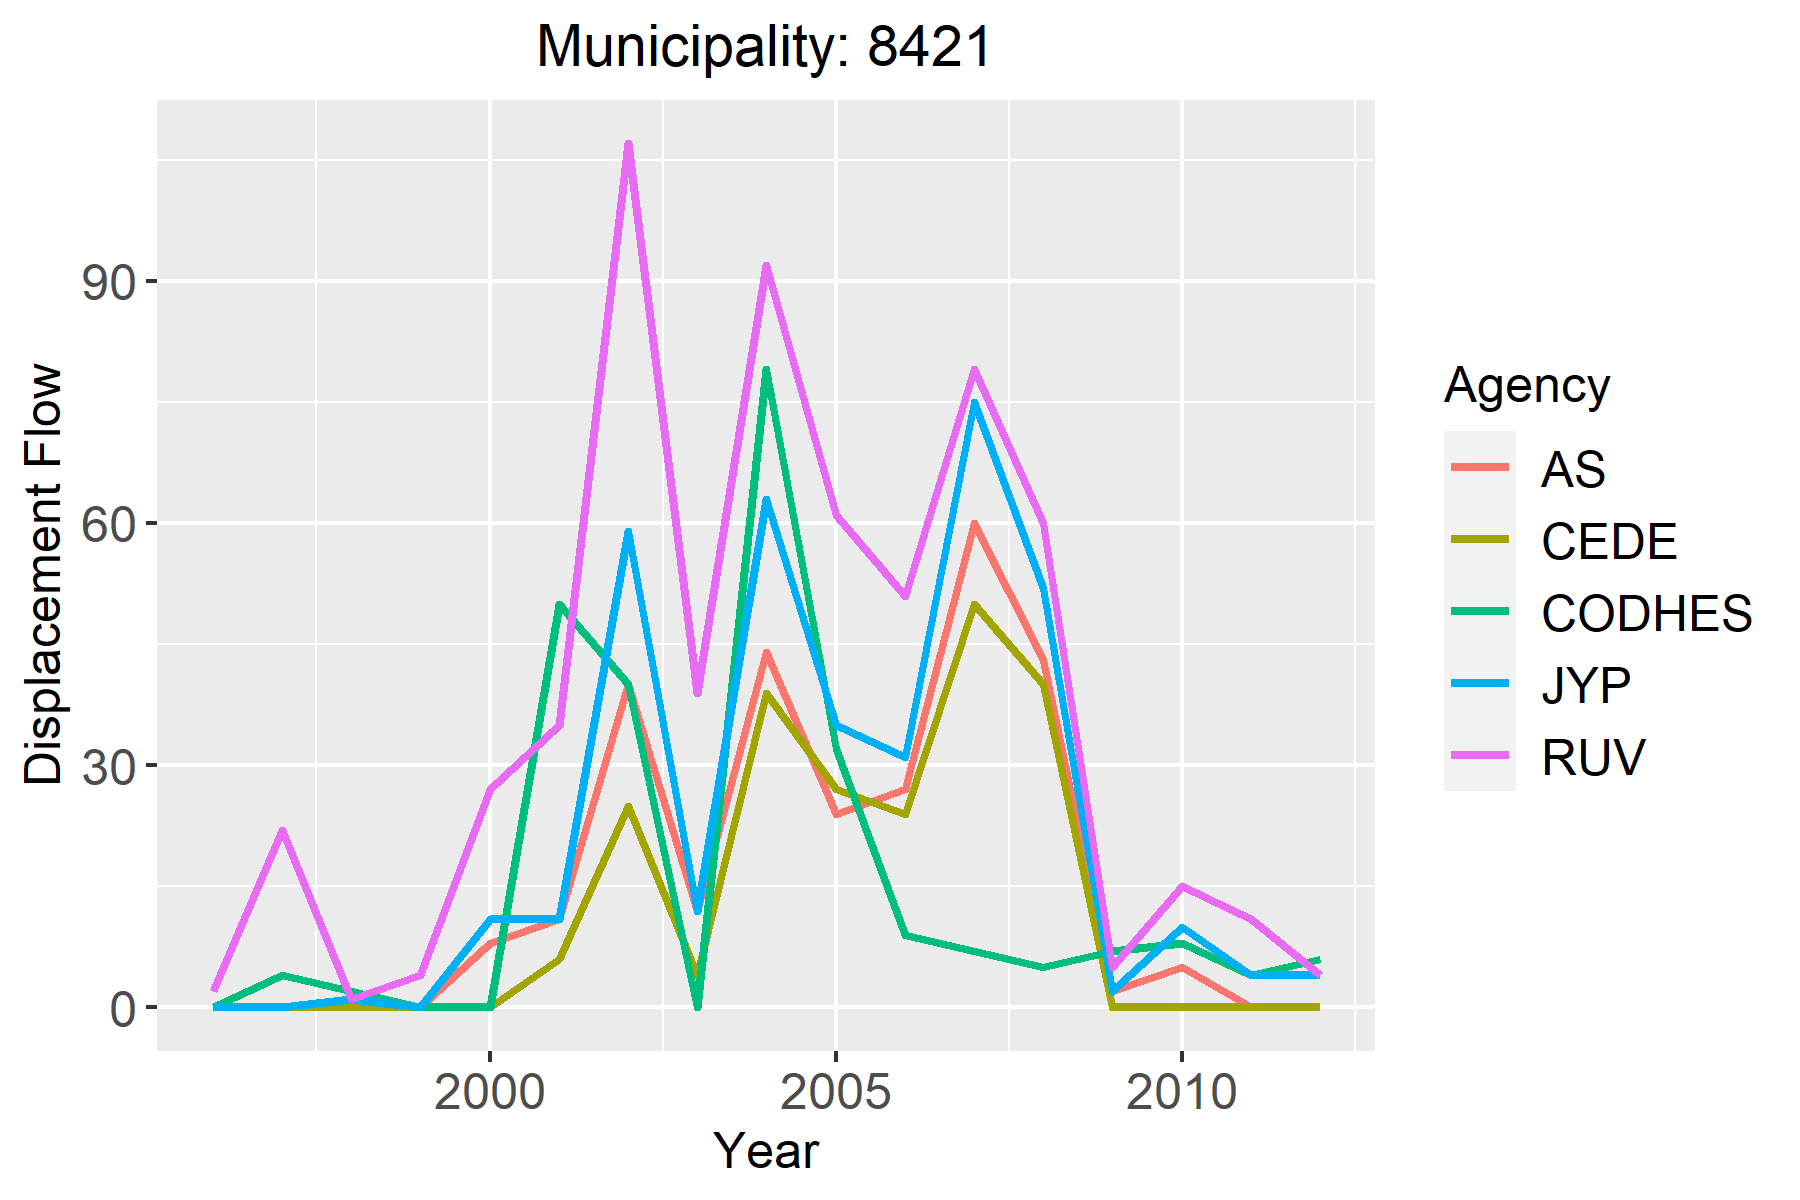 Municipality: 8421
Displacement Flow
90
60
30
0
2000 2005 2010
Year
Agency
AS
CEDE
CODHES
JYP
RUV